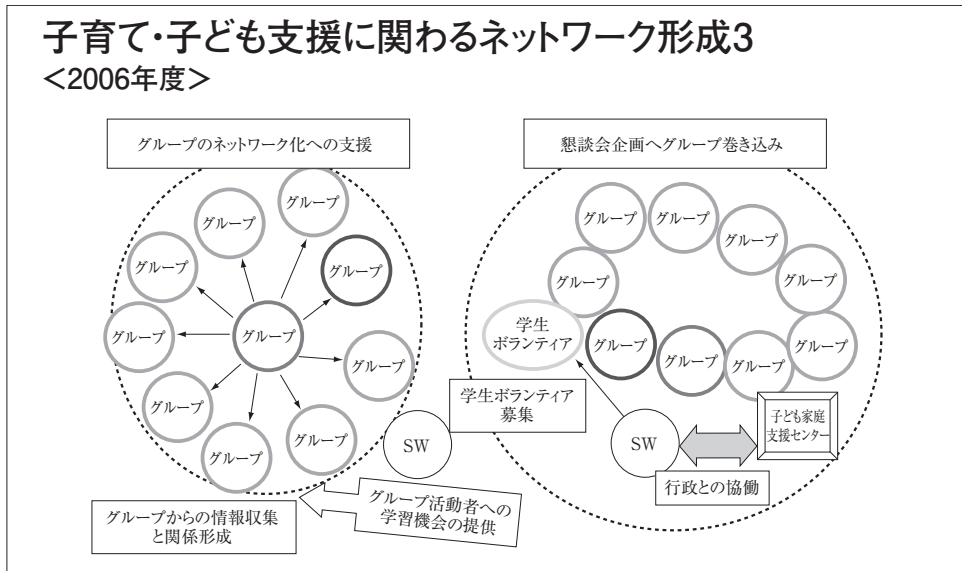 子育て・子ども支援に関わるネットワーク形成3
＜2006年度＞
グループのネットワーク化への支援
グループ
グループ
グループ
グループ
グループ
グループ
グループ
グループ
グループ
グループ
グループ
SW
グループからの情報収集
と関係形成
グループ活動者への
学習機会の提供
懇談会企画へグループ巻き込み
グループ
グループ
グループ
グループ
グループ
学生
ボランティア
グループ
グループ
グループ
グループ
学生ボランティア
募集
SW
子ども家庭
支援センター
行政との協働